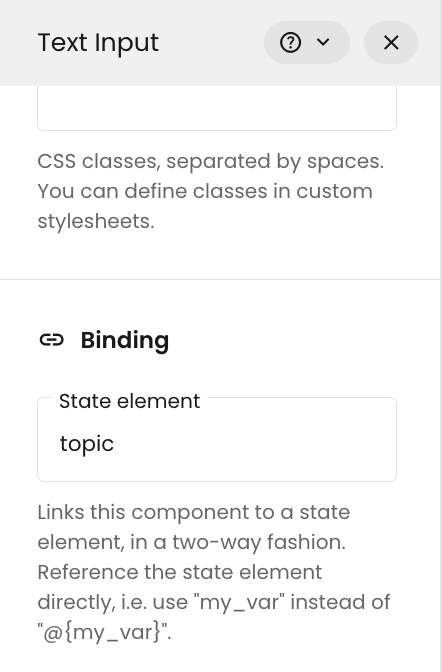 Text Input
CSS classes, separated by spaces.
You can define classes in custom
stylesheets.
Binding
State element
topic
Links this component to a state
element, in a two-way fashion.
Reference the state element
directly, i.e. use "my_var" instead of
"@{my_var}".